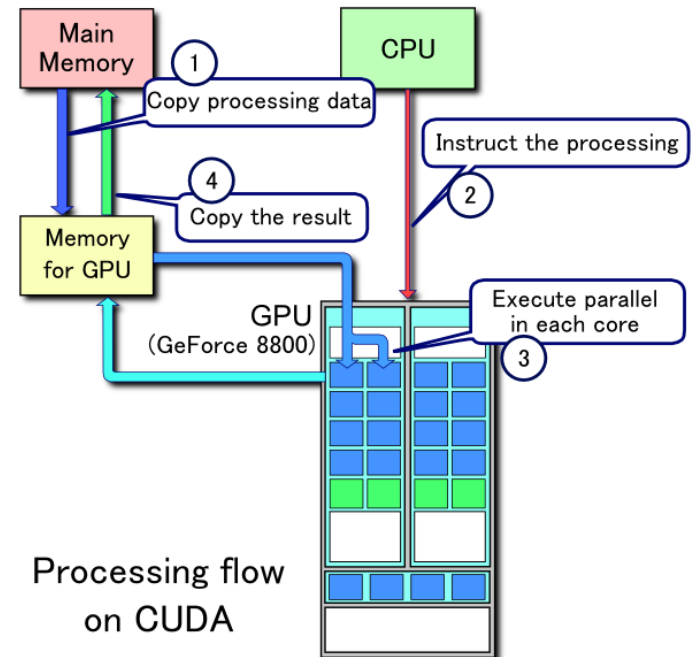 Main
Memory
CPU
1
Copy processing data
Instruct the processing
2
4
Copy the result
Memory
for GPU
GPU
(GeForce 8800)
Execute parallel
in each core
3
Processing flow
on CUDA